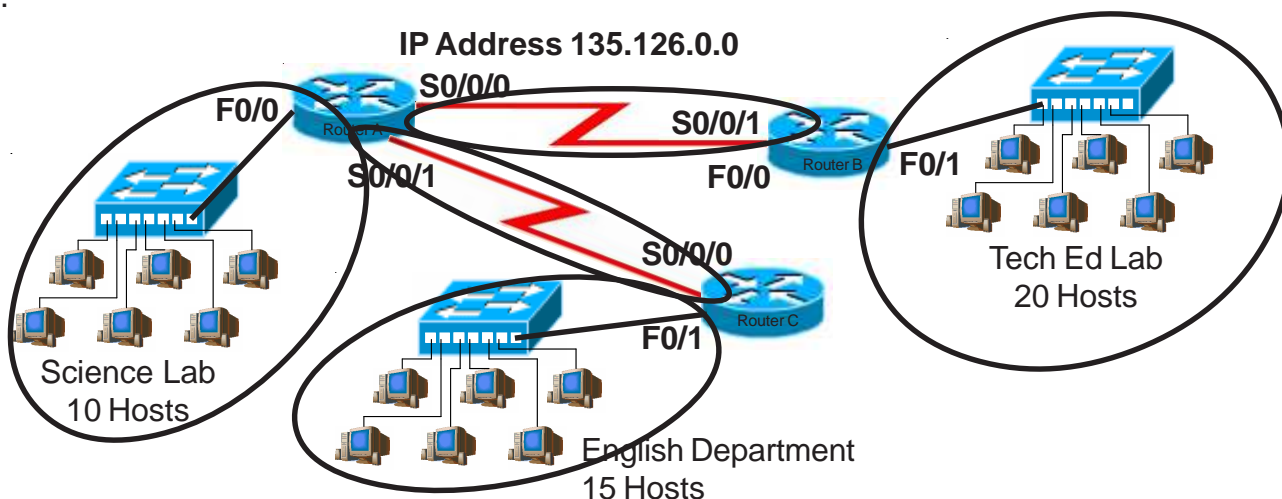 .
IP Address 135.126.0.0
S0/0/0
F0/0
Router A
S0/0/1
S0/0/1
Router B
F0/0
F0/1
S0/0/0
Router C
F0/1
Tech Ed Lab
20 Hosts
Science Lab
10 Hosts
English Department
15 Hosts